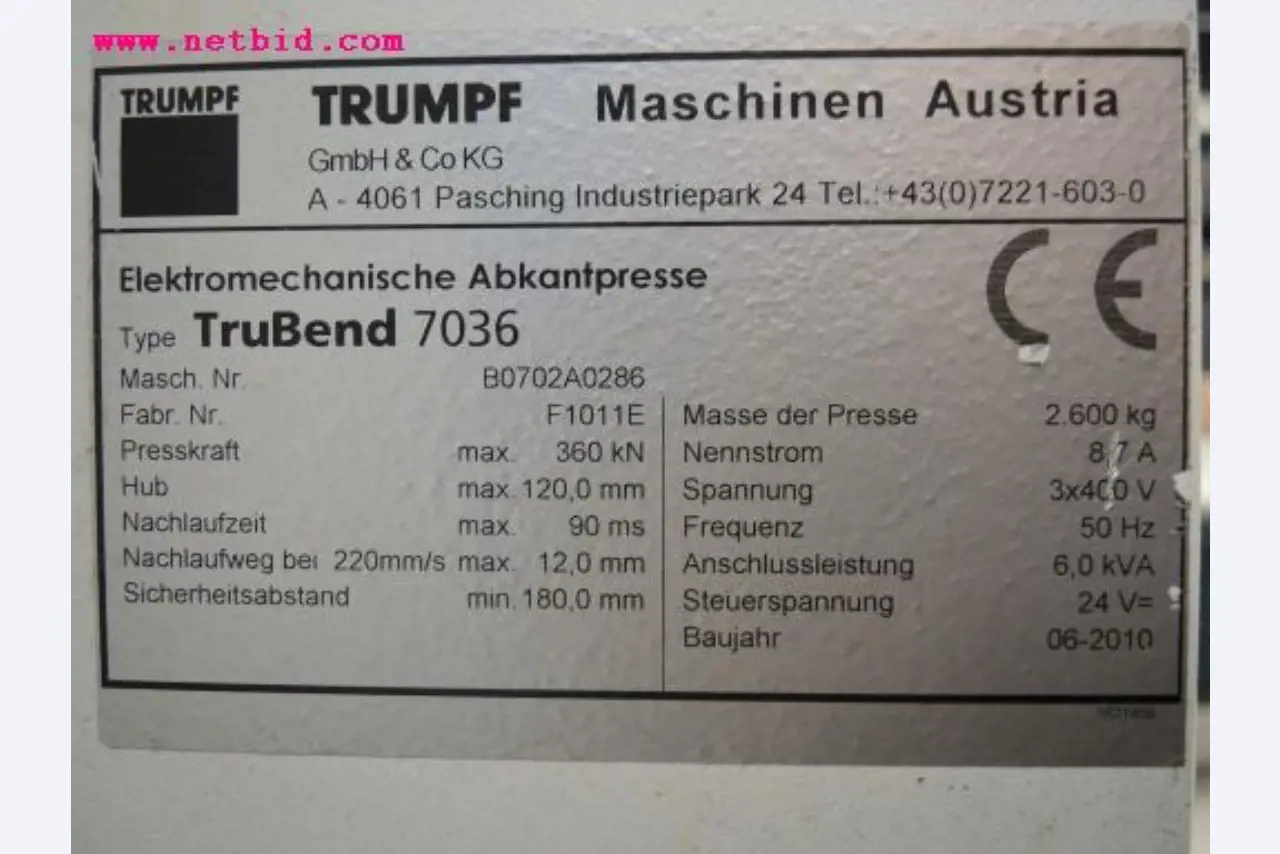 www.netbid.com
TRUMPF
TRUMPF Maschinen Austria
GmbH & Co KG
A - 4061 Pasching Industriepark 24 Tel.:+43(0)7221-603-0
CE
Elektromechanische Abkantpresse
Type TruBend 7036
Masch. Nr. B0702A0286
Fabr. Nr. F1011E
Presskraft max. 360 kN
Hub max. 120,0 mm
Nachlaufzeit max. 90 ms
Nachlaufweg bei 220mm/s max. 12,0 mm
Sicherheitsabstand min. 180,0 mm
Masse der Presse 2.600 kg
Nennstrom 8,7 A
Spannung 3x400 V
Frequenz 50 Hz
Anschlussleistung 6,0 kVA
Steuerspannung 24 V=
Baujahr 06-2010